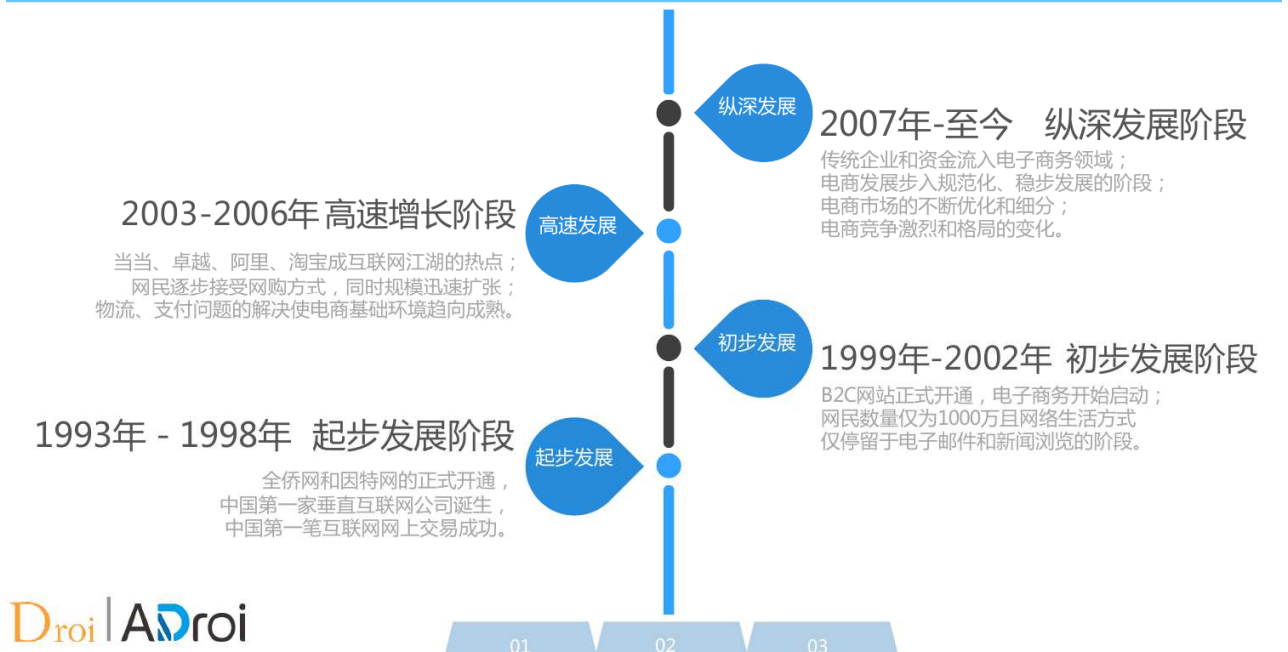 纵深发展
2007年-至今 纵深发展阶段
传统企业和资金流入电子商务领域；
电商发展步入规范化、稳步发展的阶段；
电商市场的不断优化和细分；
电商竞争激烈和格局的变化。
2003-2006年高速增长阶段
高速发展
当当、卓越、阿里、淘宝成互联网江湖的热点；
网民逐步接受网购方式，同时规模迅速扩张；
物流、支付问题的解决使电商基础环境趋向成熟。
初步发展
1999年-2002年 初步发展阶段
B2C网站正式开通，电子商务开始启动；
网民数量仅为1000万且网络生活方式
仅停留于电子邮件和新闻浏览的阶段。
1993年 - 1998年 起步发展阶段
起步发展
全侨网和因特网的正式开通，
中国第一家垂直互联网公司诞生，
中国第一笔互联网网上交易成功。
Droi | ADroi
01 02 03